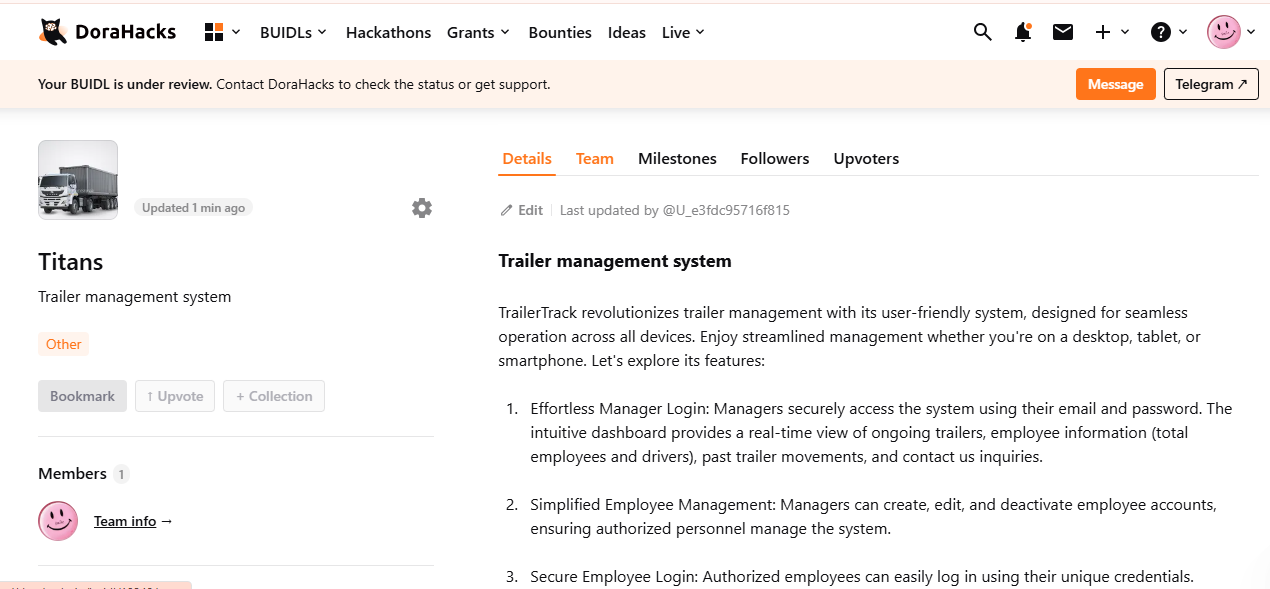 DoraHacks BUIDLs Hackathons Grants Bounties Ideas Live
Your BUIDL is under review. Contact DoraHacks to check the status or get support. Message Telegram ↗
Details Team Milestones Followers Upvoters
Updated 1 min ago
Edit Last updated by @U_e3fdc95716f815
Titans
Trailer management system
Other
Bookmark ↑ Upvote + Collection
Members 1
Team info →
Trailer management system
TrailerTrack revolutionizes trailer management with its user-friendly system, designed for seamless
operation across all devices. Enjoy streamlined management whether you're on a desktop, tablet, or
smartphone. Let's explore its features:
1. Effortless Manager Login: Managers securely access the system using their email and password. The
intuitive dashboard provides a real-time view of ongoing trailers, employee information (total
employees and drivers), past trailer movements, and contact us inquiries.
2. Simplified Employee Management: Managers can create, edit, and deactivate employee accounts,
ensuring authorized personnel manage the system.
3. Secure Employee Login: Authorized employees can easily log in using their unique credentials.